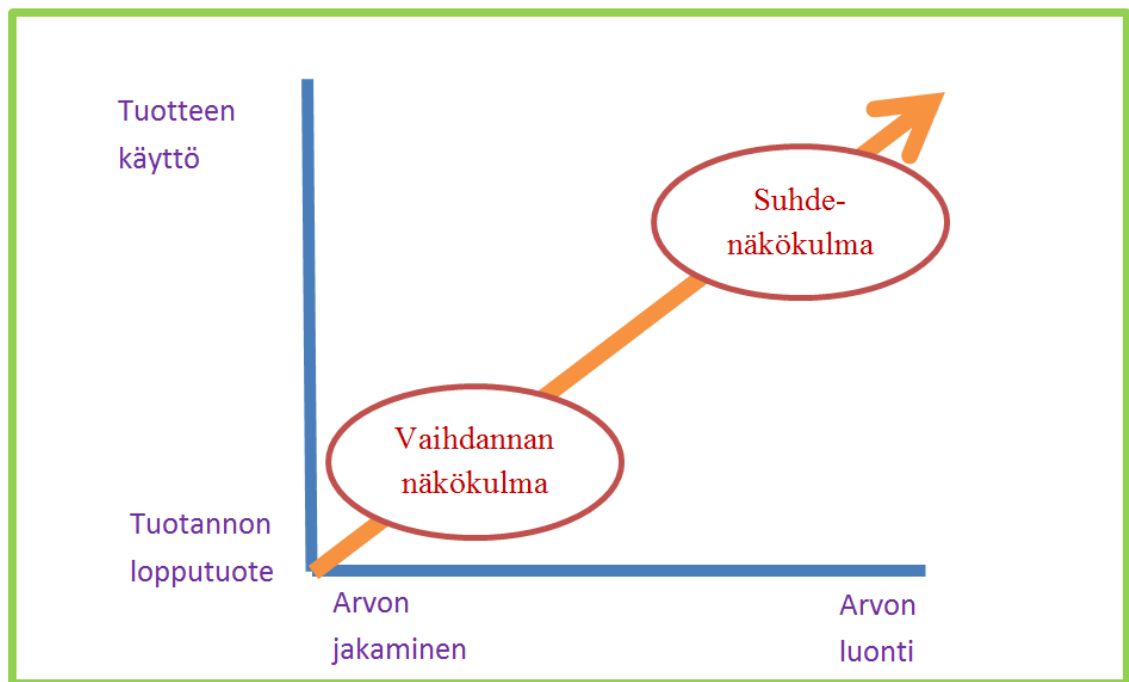 Tuotteen
käyttö
Suhde-
näkökulma
Vaihdannan
näkökulma
Tuotannon
lopputuote
Arvon
jakaminen
Arvon
luonti